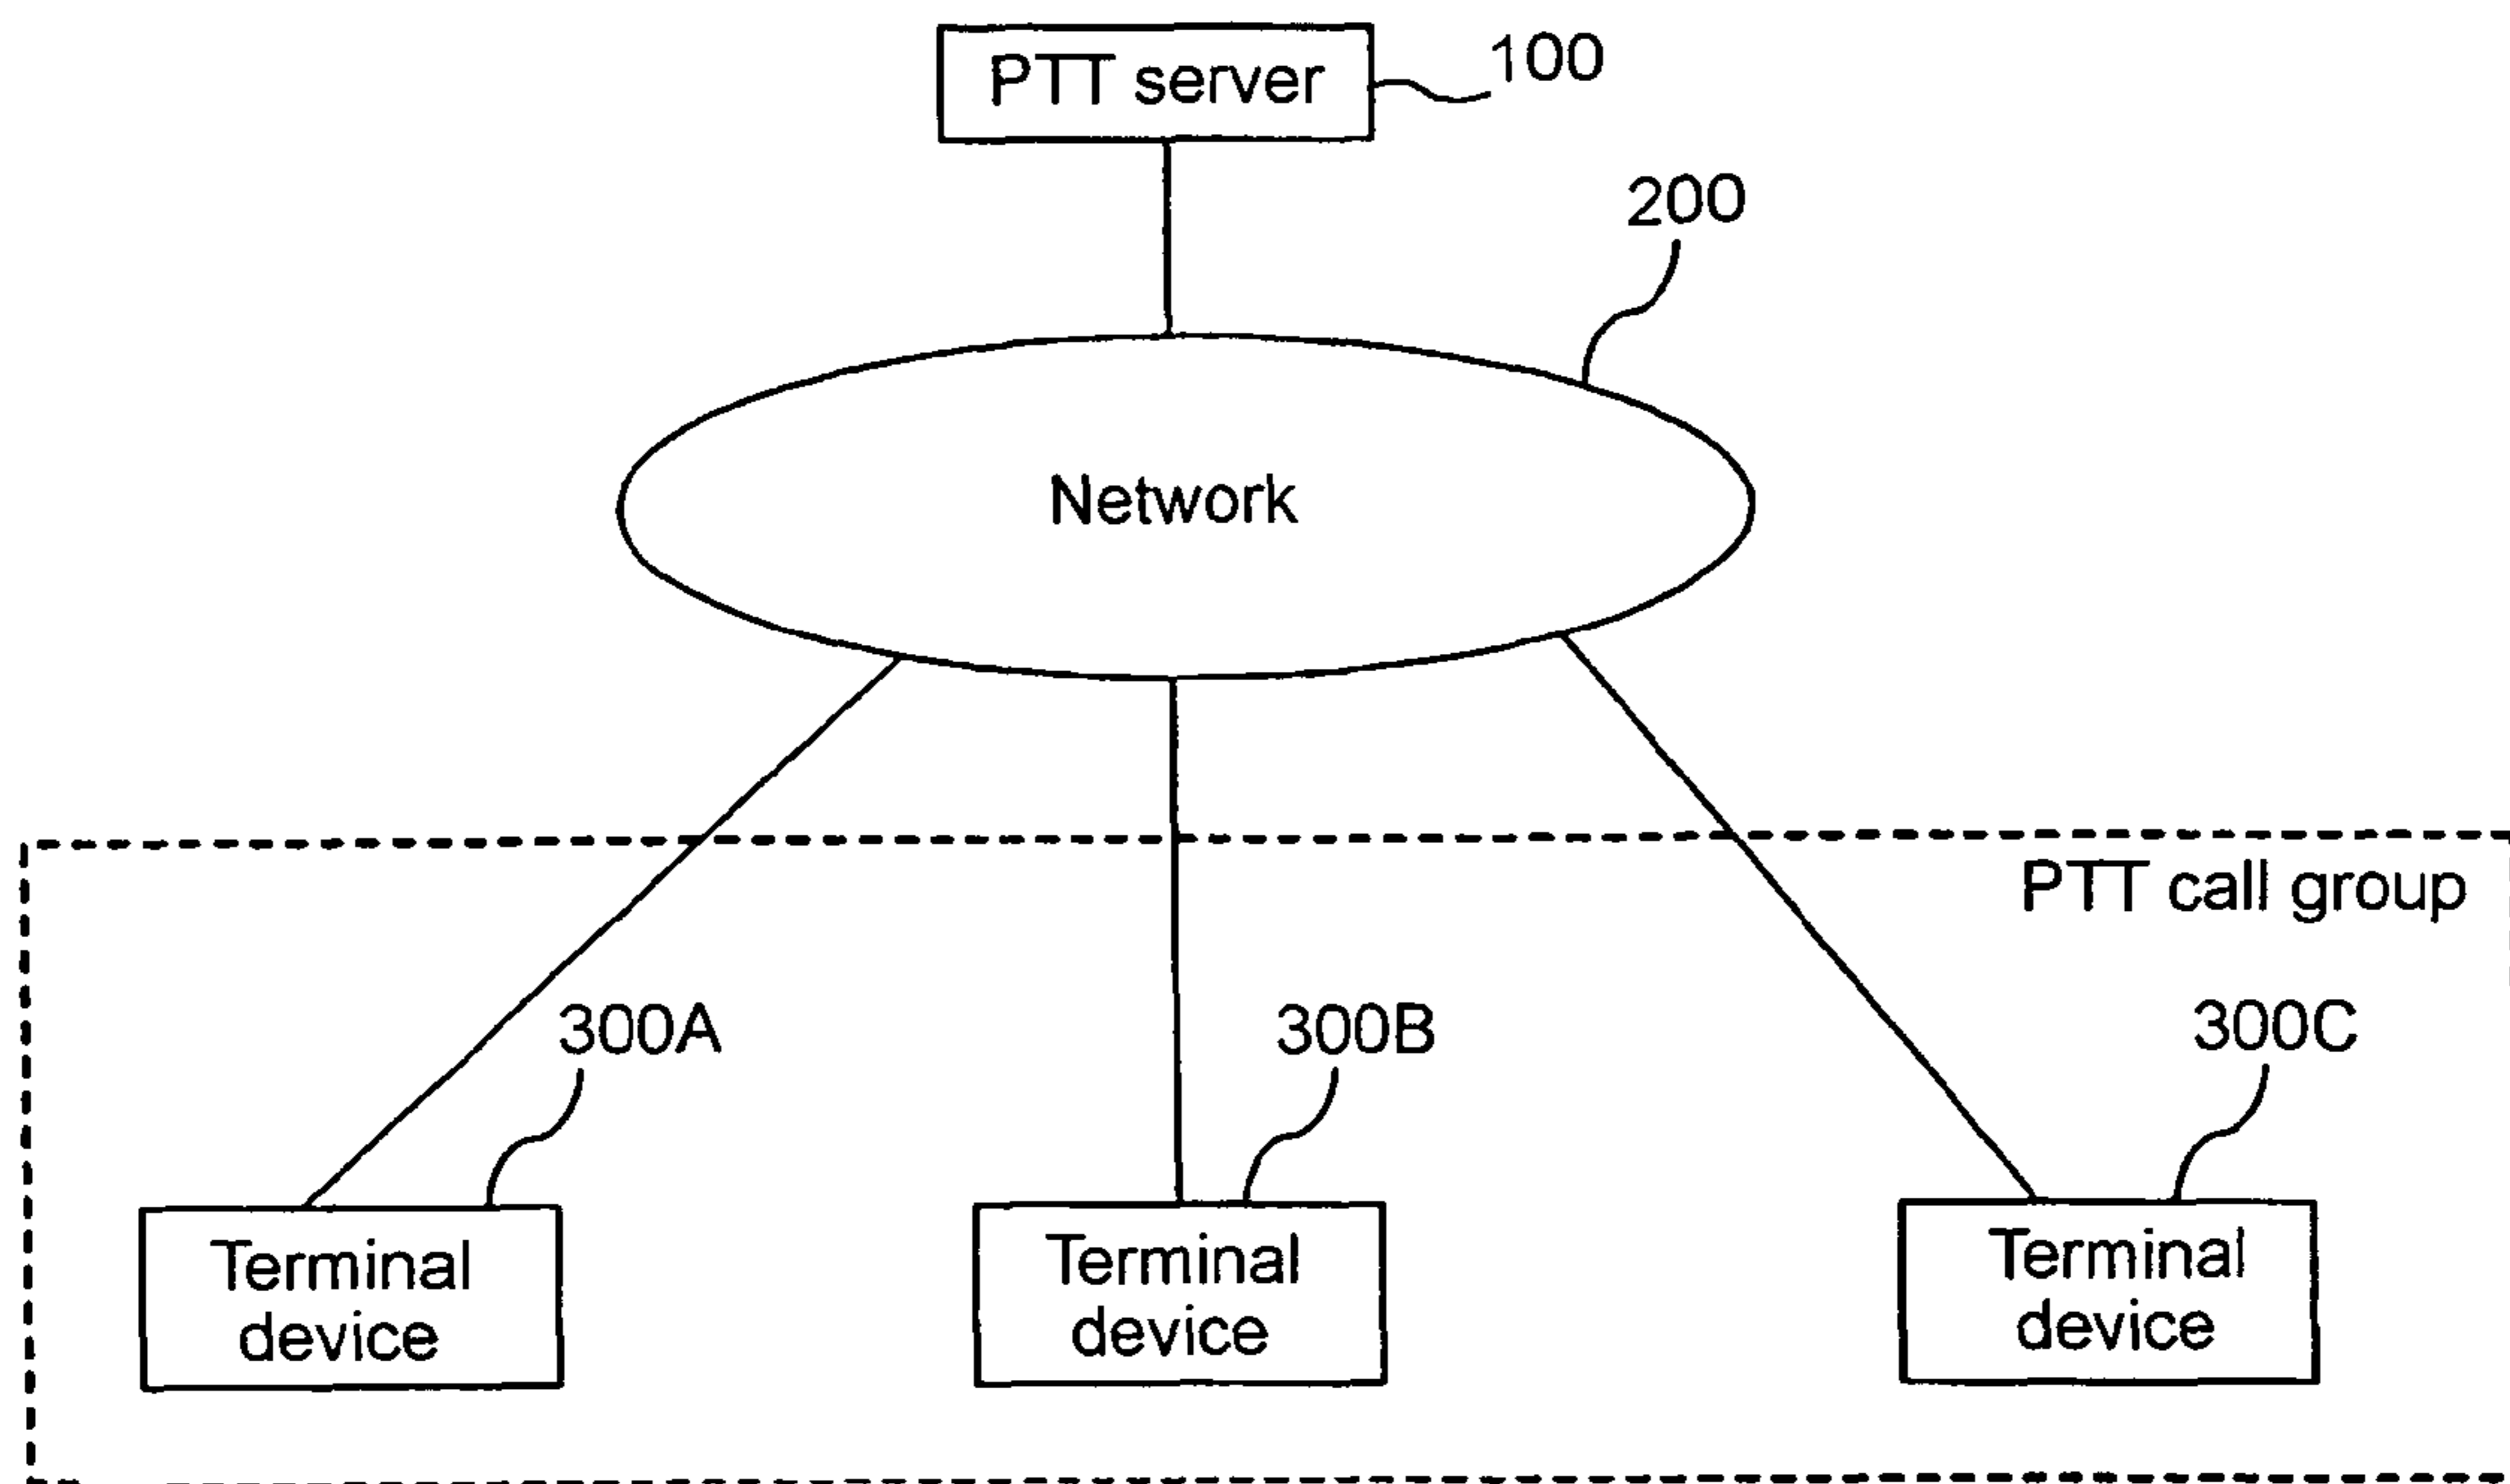 PTT server
100
200
Network
PTT call group
300A
300B
300C
Terminal
device
Terminal
device
Terminal
device